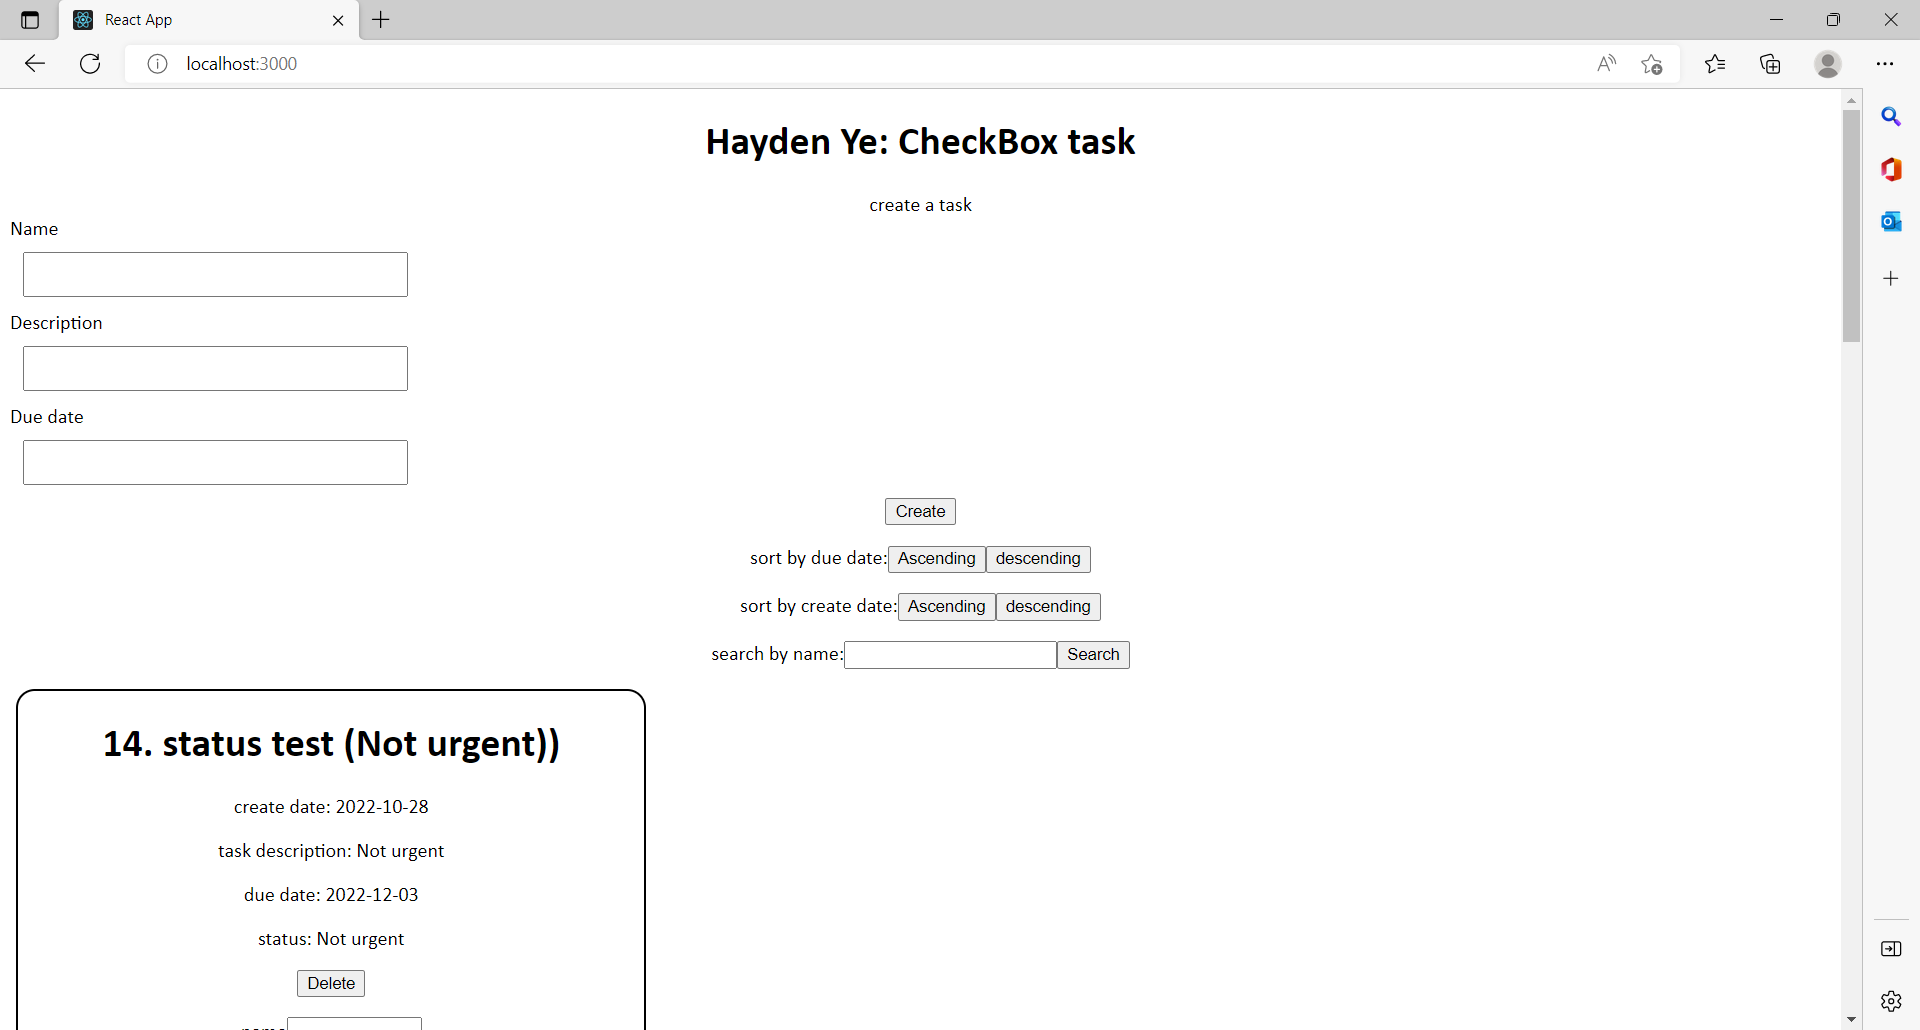 React App
localhost:3000
Hayden Ye: CheckBox task
create a task
Name
Description
Due date
Create
sort by due date: Ascending descending
sort by create date: Ascending descending
search by name: Search
14. status test (Not urgent))
create date: 2022-10-28
task description: Not urgent
due date: 2022-12-03
status: Not urgent
Delete